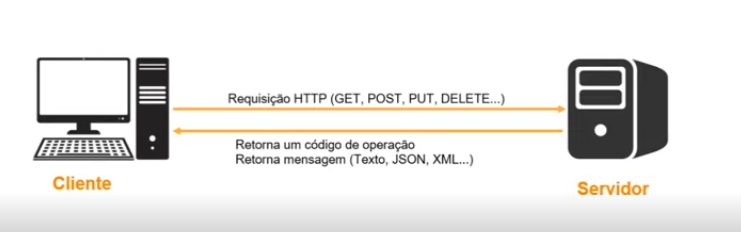 Requisição HTTP (GET, POST, PUT, DELETE...)
Retorna um código de operação
Retorna mensagem (Texto, JSON, XML...)
Cliente
Servidor